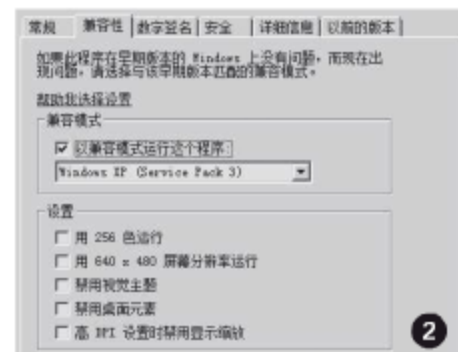 常规 兼容性 数字签名 安全 详细信息 以前的版本
如果此程序在早期版本的 Windows 上没有问题，而现在出
现问题，请选择与该早期版本匹配的兼容模式。
帮助我选择设置
兼容模式
以兼容模式运行这个程序:
Windows XP (Service Pack 3)
设置
用 256 色运行
用 640 x 480 屏幕分辨率运行
禁用视觉主题
禁用桌面元素
高 DPI 设置时禁用显示缩放
2